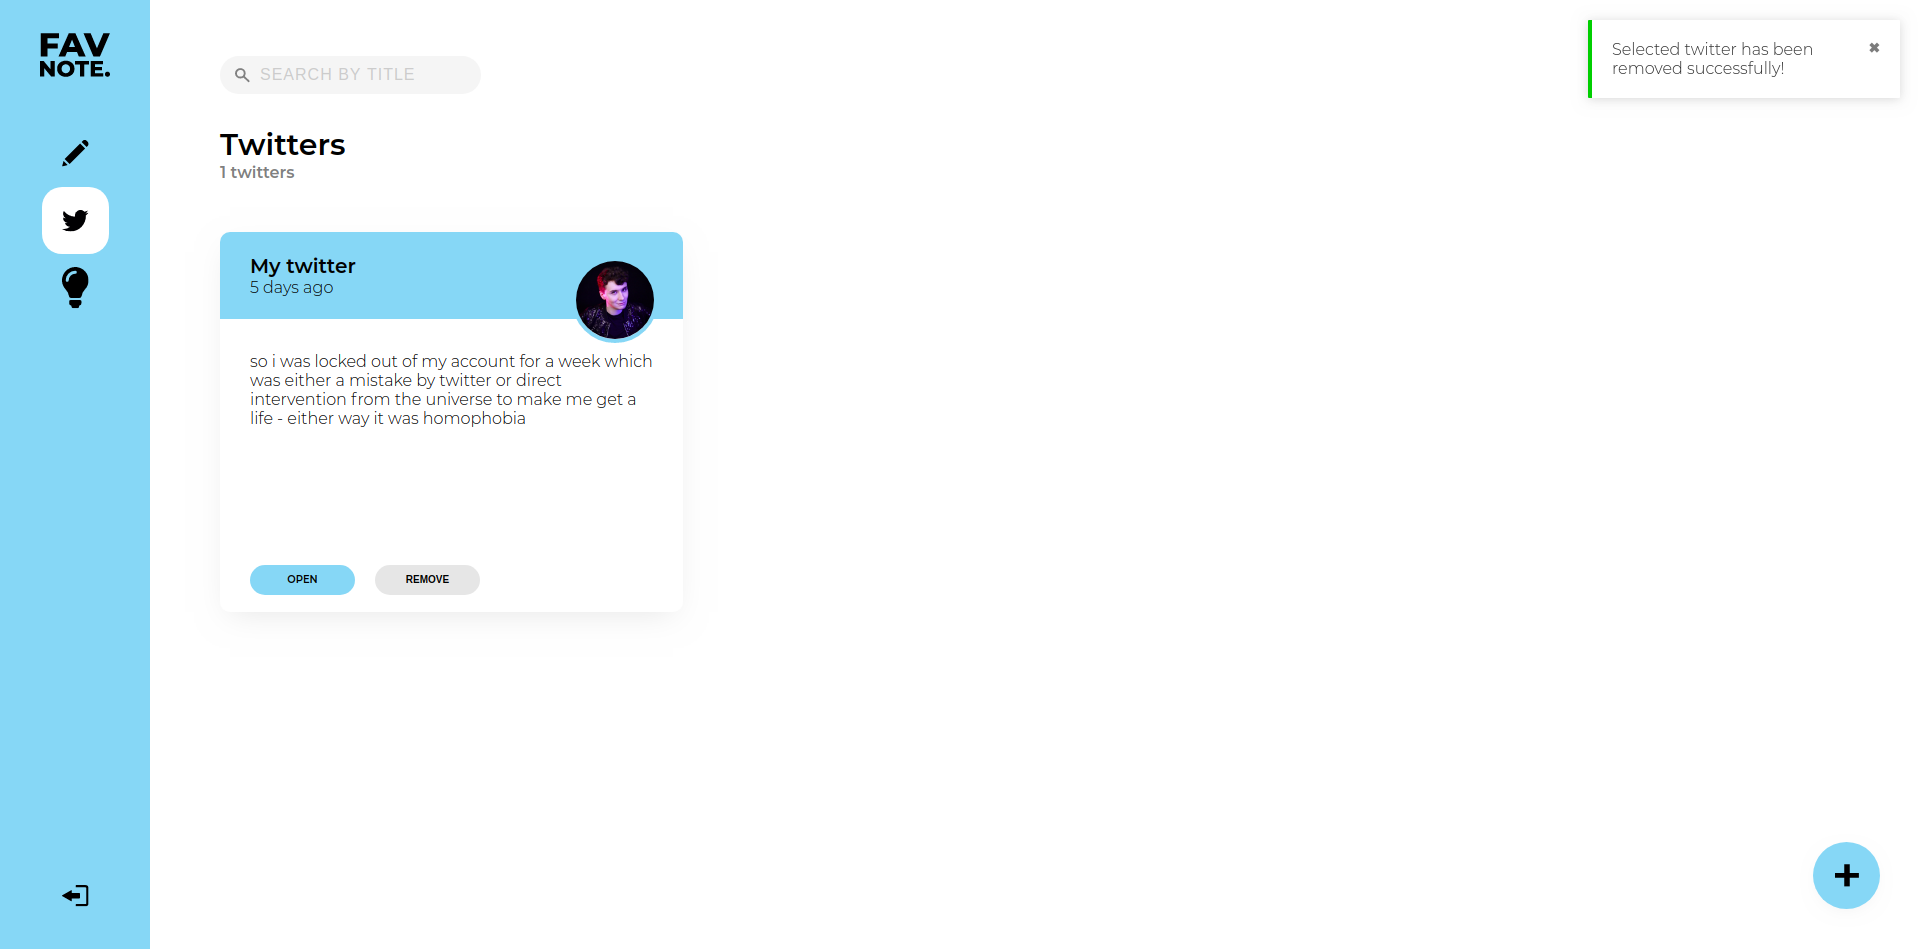 FAV
NOTE.
SEARCH BY TITLE
Selected twitter has been
removed successfully!
Twitters
1 twitters
My twitter
5 days ago
so i was locked out of my account for a week which
was either a mistake by twitter or direct
intervention from the universe to make me get a
life - either way it was homophobia
OPEN
REMOVE